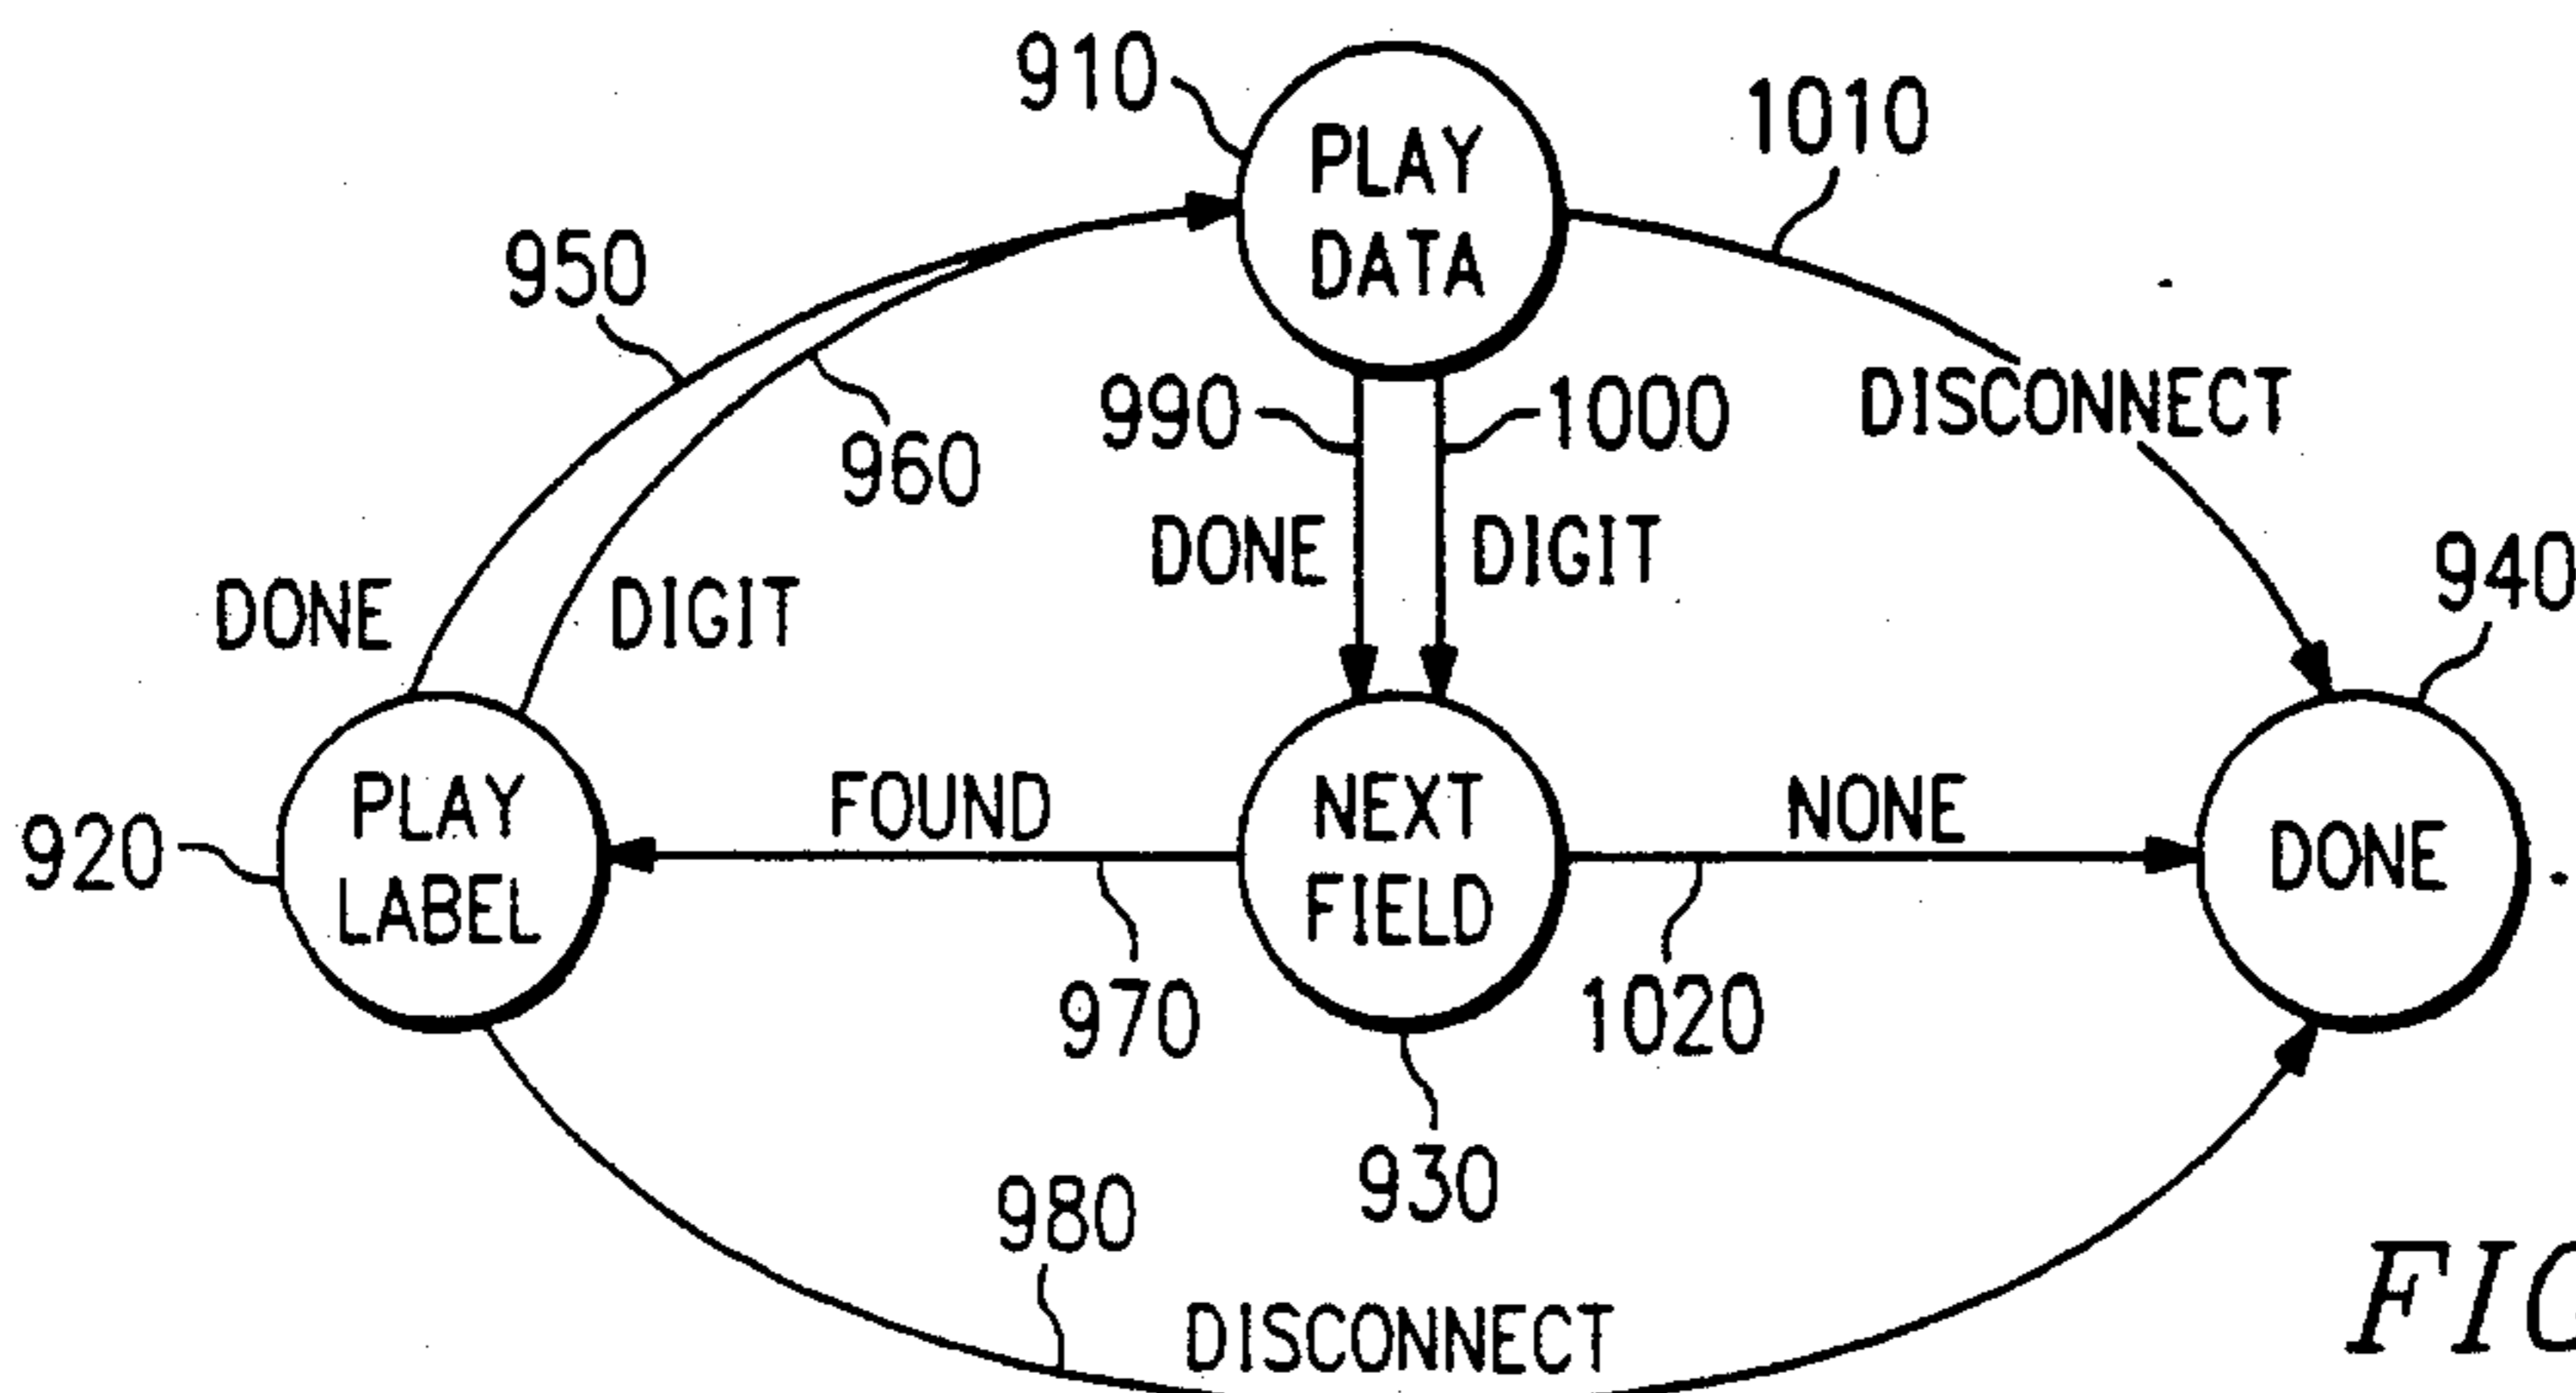 910
PLAY
DATA
1010
950
960
990
1000
DISCONNECT
DONE
DIGIT
DONE
DIGIT
940
920
PLAY
LABEL
FOUND
970
NEXT
FIELD
930
NONE
1020
DONE
980
DISCONNECT